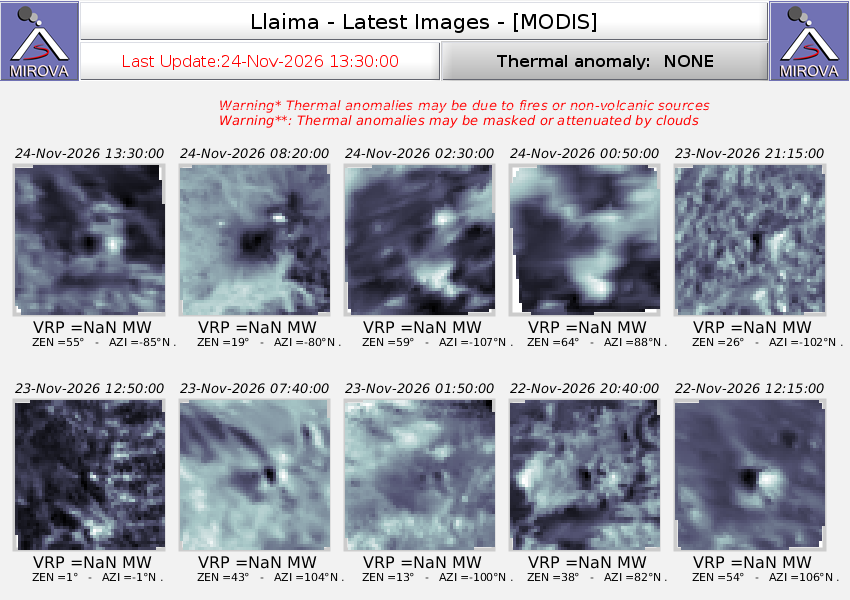 Llaima - Latest Images - [MODIS]
MIROVA
Last Update:24-Nov-2026 13:30:00
Thermal anomaly: NONE
MIROVA
Warning* Thermal anomalies may be due to fires or non-volcanic sources
Warning**: Thermal anomalies may be masked or attenuated by clouds
24-Nov-2026 13:30:00
24-Nov-2026 08:20:00
24-Nov-2026 02:30:00
24-Nov-2026 00:50:00
23-Nov-2026 21:15:00
VRP =NaN MW
VRP =NaN MW
VRP =NaN MW
VRP =NaN MW
VRP =NaN MW
ZEN =55° - AZI =-85°N .
ZEN =19° - AZI =-80°N .
ZEN =59° - AZI =-107°N .
ZEN =64° - AZI =88°N .
ZEN =26° - AZI =-102°N .
23-Nov-2026 12:50:00
23-Nov-2026 07:40:00
23-Nov-2026 01:50:00
22-Nov-2026 20:40:00
22-Nov-2026 12:15:00
VRP =NaN MW
VRP =NaN MW
VRP =NaN MW
VRP =NaN MW
VRP =NaN MW
ZEN =1° - AZI =-1°N .
ZEN =43° - AZI =104°N .
ZEN =13° - AZI =-100°N .
ZEN =38° - AZI =82°N .
ZEN =54° - AZI =106°N .